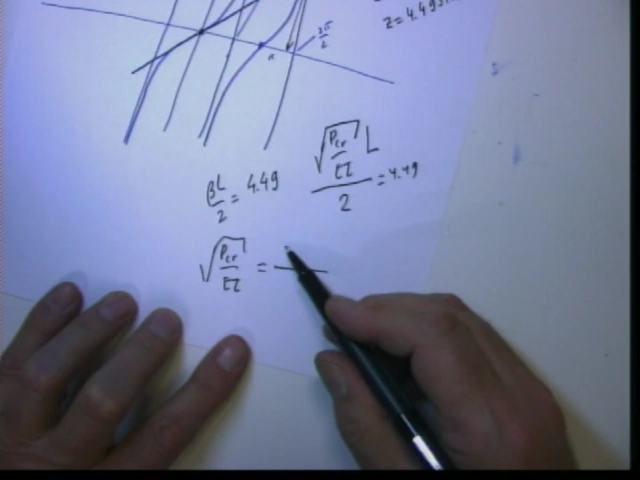 z = 4.493
3π/2
a
βL/2 = 4.49
√(Pcr/EI) L / 2 = 4.49
√(Pcr/EI) =